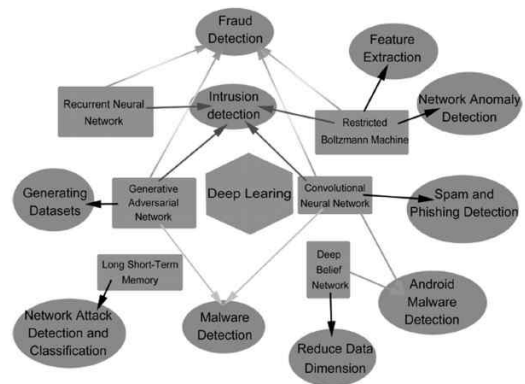 Fraud
Detection
Feature
Extraction
Recurrent Neural
Network
Intrusion
detection
Restricted
Boltzmann Machine
Network Anomaly
Detection
Generating
Datasets
Generative
Adversarial
Network
Deep Learing
Convolutional
Neural Network
Spam and
Phishing Detection
Long Short-Term
Memory
Deep
Belief
Network
Network Attack
Detection and
Classification
Malware
Detection
Android
Malware
Detection
Reduce Data
Dimension